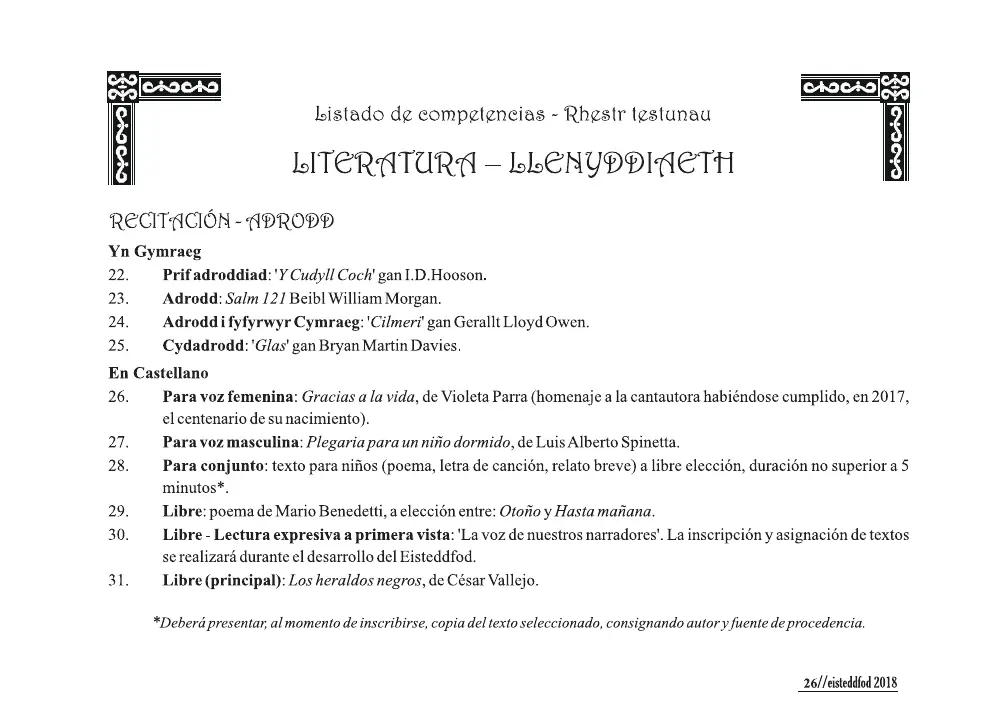 Listado de competencias - Rhestr testunau
LITERATURA – LLENYDDIAETH
RECITACIÓN - ADRODD
Yn Gymraeg
22. Prif adroddiad: 'Y Cudyll Coch' gan I.D.Hooson.
23. Adrodd: Salm 121 Beibl William Morgan.
24. Adrodd i fyfyrwyr Cymraeg: 'Cilmeri' gan Gerallt Lloyd Owen.
25. Cydadrodd: 'Glas' gan Bryan Martin Davies.
En Castellano
26. Para voz femenina: Gracias a la vida, de Violeta Parra (homenaje a la cantautora habiéndose cumplido, en 2017,
el centenario de su nacimiento).
27. Para voz masculina: Plegaria para un niño dormido, de Luis Alberto Spinetta.
28. Para conjunto: texto para niños (poema, letra de canción, relato breve) a libre elección, duración no superior a 5
minutos*.
29. Libre: poema de Mario Benedetti, a elección entre: Otoño y Hasta mañana.
30. Libre - Lectura expresiva a primera vista: 'La voz de nuestros narradores'. La inscripción y asignación de textos
se realizará durante el desarrollo del Eisteddfod.
31. Libre (principal): Los heraldos negros, de César Vallejo.
*Deberá presentar, al momento de inscribirse, copia del texto seleccionado, consignando autor y fuente de procedencia.
26//eisteddfod 2018